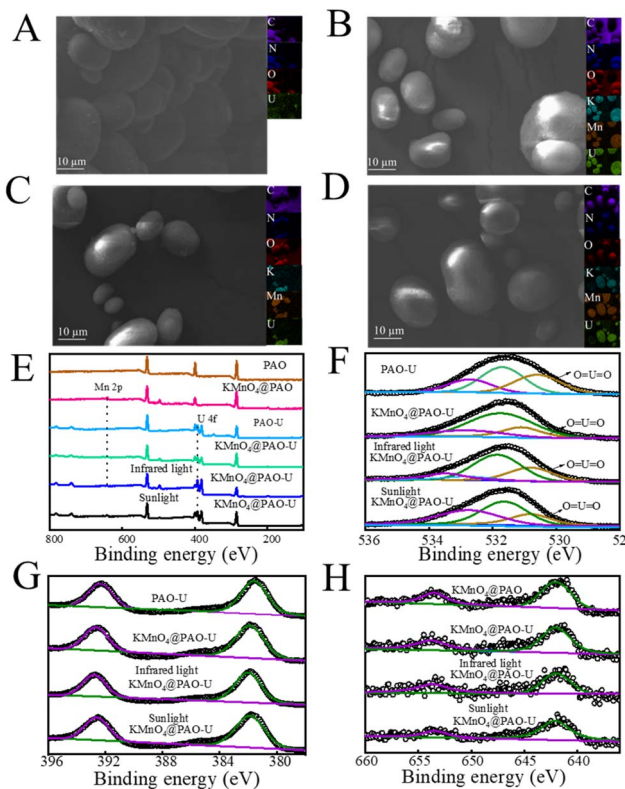 A
C
N
O
U
10 µm
B
C
N
O
K
Mn
U
10 µm
C
C
N
O
K
Mn
U
10 µm
D
C
N
O
K
Mn
U
10 µm
E
PAO
Mn 2p
KMnO4@PAO
PAO-U
U 4f
KMnO4@PAO-U
Infrared light
KMnO4@PAO-U
Sunlight
KMnO4@PAO-U
800 600 400 200
Binding energy (eV)
F
PAO-U
O=U=O
KMnO4@PAO-U
O=U=O
Infrared light
KMnO4@PAO-U
O=U=O
Sunlight
KMnO4@PAO-U
O=U=O
536 534 532 530 52
Binding energy (eV)
G
PAO-U
KMnO4@PAO-U
Infrared light
KMnO4@PAO-U
Sunlight
KMnO4@PAO-U
396 392 388 384 380
Binding energy (eV)
H
KMnO4@PAO
KMnO4@PAO-U
Infrared light
KMnO4@PAO-U
Sunlight
KMnO4@PAO-U
660 655 650 645 640
Binding energy (eV)